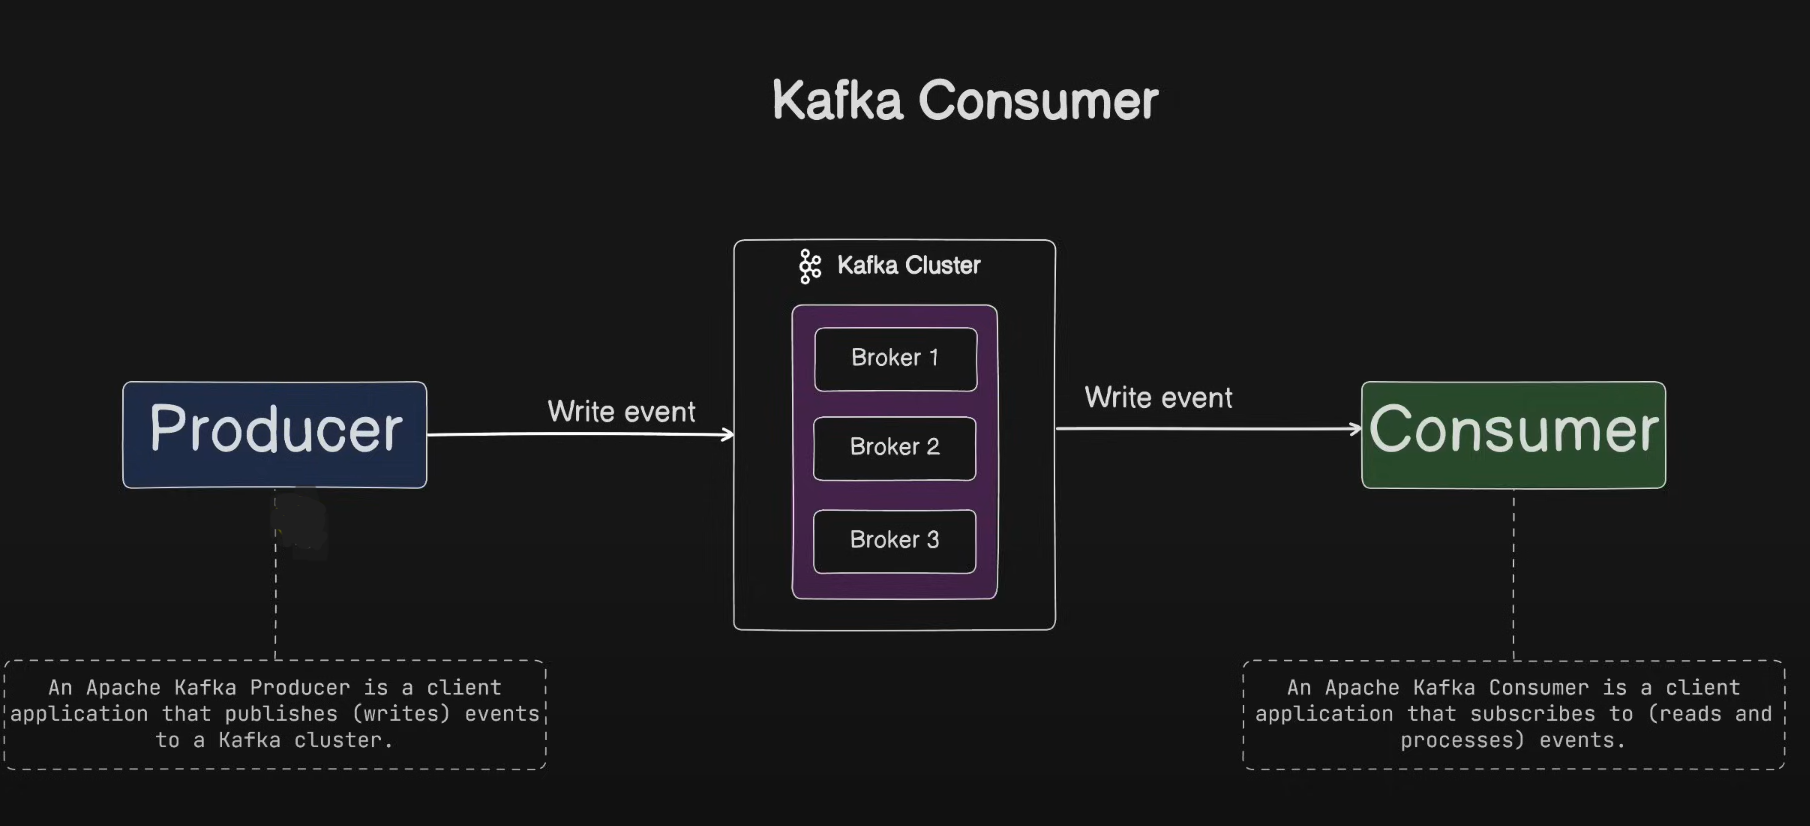 Kafka Consumer
Kafka Cluster
Broker 1
Broker 2
Broker 3
Producer
Write event
Write event
Consumer
An Apache Kafka Producer is a client
application that publishes (writes) events
to a Kafka cluster.
An Apache Kafka Consumer is a client
application that subscribes to (reads and
processes) events.